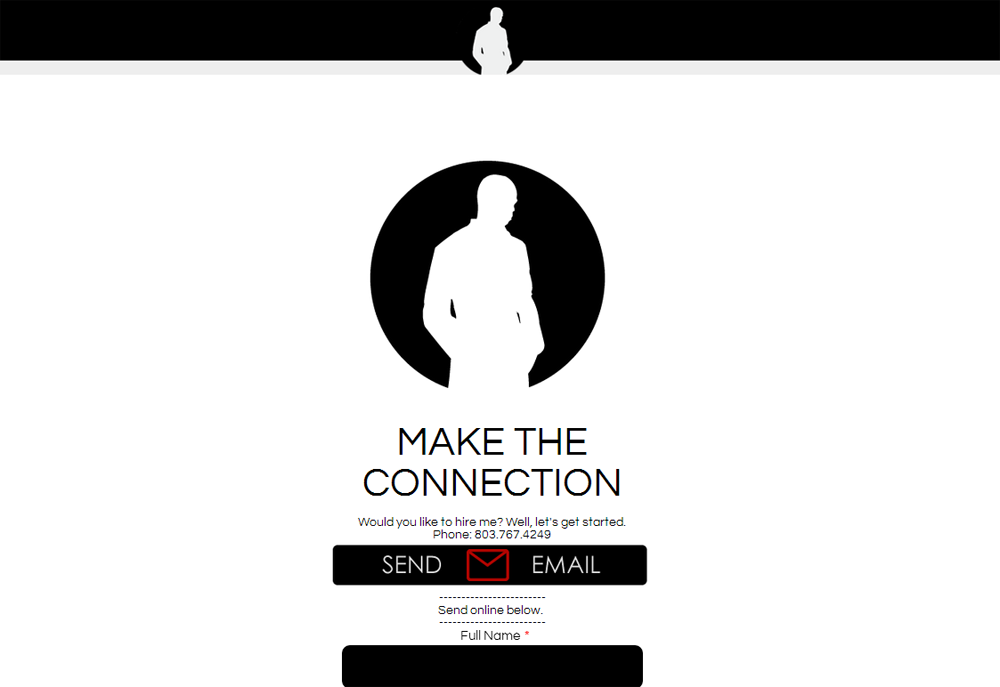 MAKE THE
CONNECTION
Would you like to hire me? Well, let's get started.
Phone: 803.767.4249
SEND EMAIL
------------------------
Send online below.
------------------------
Full Name *